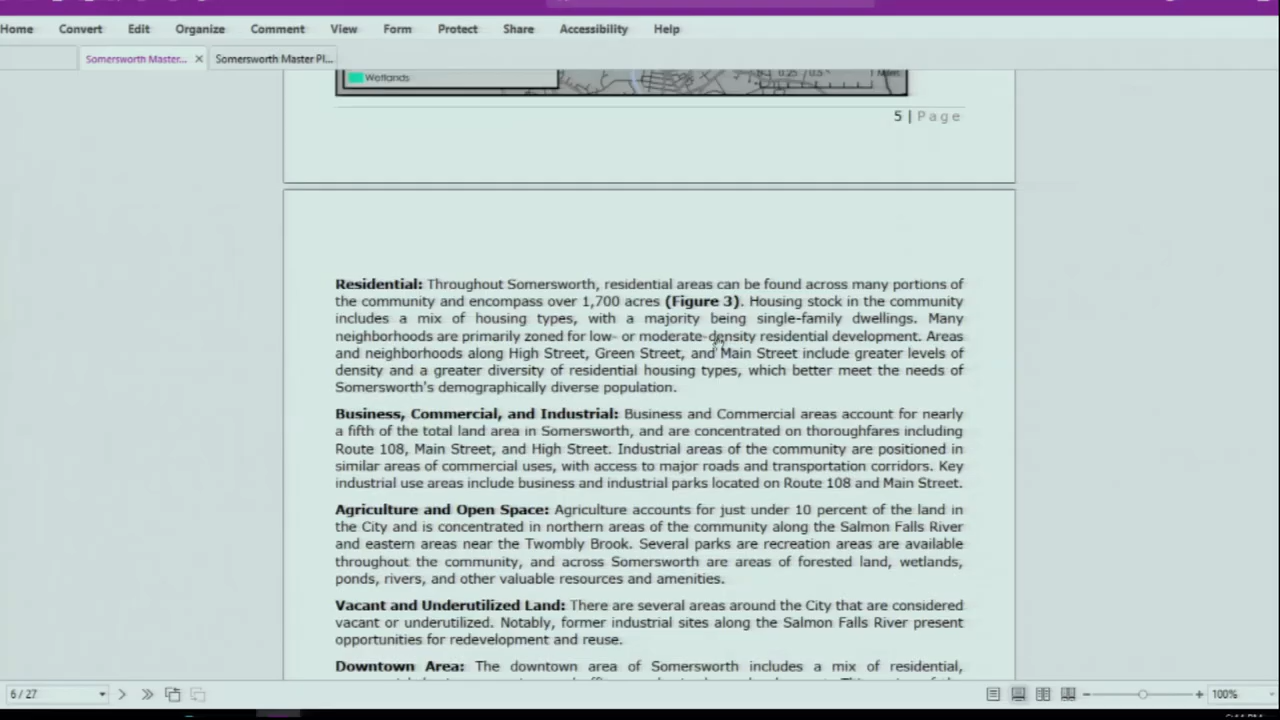 Home Convert Edit Organize Comment View Form Protect Share Accessibility Help
Somersworth Master... Somersworth Master Pl...
Wetlands
0.25 0.5
5 | Page
Residential: Throughout Somersworth, residential areas can be found across many portions of
the community and encompass over 1,700 acres (Figure 3). Housing stock in the community
includes a mix of housing types, with a majority being single-family dwellings. Many
neighborhoods are primarily zoned for low- or moderate-density residential development. Areas
and neighborhoods along High Street, Green Street, and Main Street include greater levels of
density and a greater diversity of residential housing types, which better meet the needs of
Somersworth's demographically diverse population.
Business, Commercial, and Industrial: Business and Commercial areas account for nearly
a fifth of the total land area in Somersworth, and are concentrated on thoroughfares including
Route 108, Main Street, and High Street. Industrial areas of the community are positioned in
similar areas of commercial uses, with access to major roads and transportation corridors. Key
industrial use areas include business and industrial parks located on Route 108 and Main Street.
Agriculture and Open Space: Agriculture accounts for just under 10 percent of the land in
the City and is concentrated in northern areas of the community along the Salmon Falls River
and eastern areas near the Twombly Brook. Several parks are recreation areas are available
throughout the community, and across Somersworth are areas of forested land, wetlands,
ponds, rivers, and other valuable resources and amenities.
Vacant and Underutilized Land: There are several areas around the City that are considered
vacant or underutilized. Notably, former industrial sites along the Salmon Falls River present
opportunities for redevelopment and reuse.
Downtown Area: The downtown area of Somersworth includes a mix of residential,
6 / 27
100%